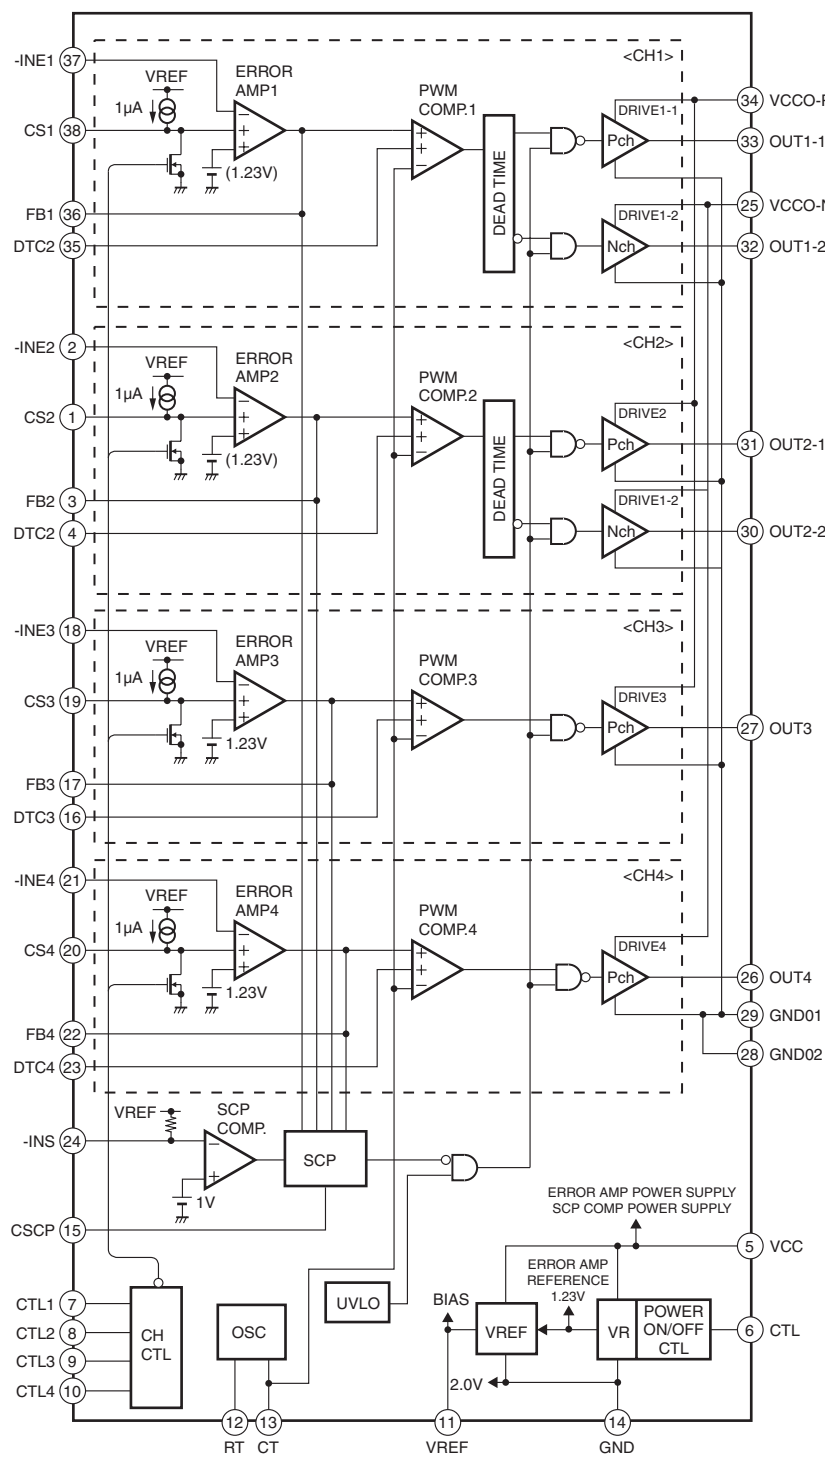 <CH1>
-INE1 37
VREF
ERROR
AMP1
PWM
COMP.1
1μA
CS1 38
(1.23V)
FB1 36
DTC2 35
DEAD TIME
DRIVE1-1
Pch
DRIVE1-2
Nch
34 VCCO-P
33 OUT1-1
25 VCCO-N
32 OUT1-2
<CH2>
-INE2 2
VREF
ERROR
AMP2
PWM
COMP.2
1μA
CS2 1
(1.23V)
FB2 3
DTC2 4
DEAD TIME
DRIVE2
Pch
DRIVE1-2
Nch
31 OUT2-1
30 OUT2-2
<CH3>
-INE3 18
VREF
ERROR
AMP3
PWM
COMP.3
1μA
CS3 19
1.23V
FB3 17
DTC3 16
DRIVE3
Pch
27 OUT3
<CH4>
-INE4 21
VREF
ERROR
AMP4
PWM
COMP.4
1μA
CS4 20
1.23V
FB4 22
DTC4 23
DRIVE4
Pch
26 OUT4
29 GND01
28 GND02
VREF
SCP
COMP.
-INS 24
SCP
1V
CSCP 15
ERROR AMP POWER SUPPLY
SCP COMP POWER SUPPLY
5 VCC
ERROR AMP
REFERENCE
1.23V
UVLO
BIAS
VREF
VR
POWER
ON/OFF
CTL
6 CTL
2.0V
CTL1 7
CTL2 8
CTL3 9
CTL4 10
CH
CTL
OSC
12
RT
13
CT
11
VREF
14
GND